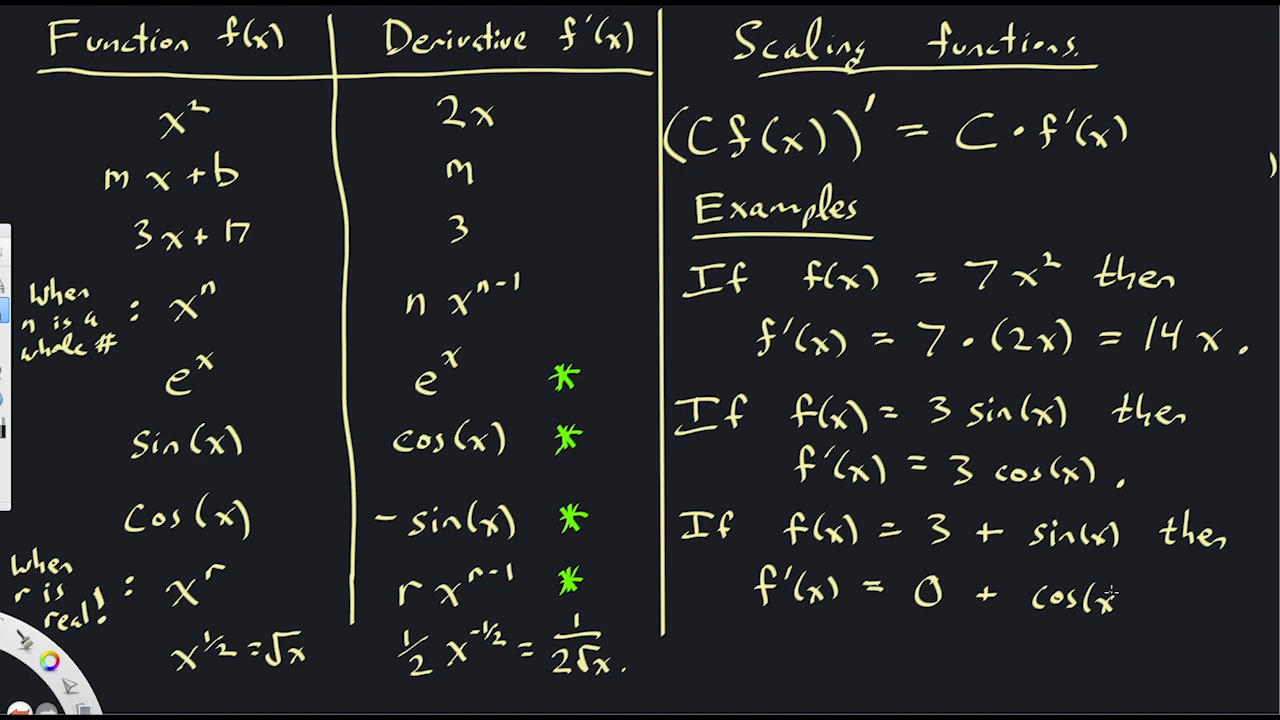 Function f(x) Derivative f'(x)
x² 2x
mx+b m
3x+17 3
When n is a whole # : xⁿ n xⁿ⁻¹
eˣ eˣ *
sin(x) cos(x) *
cos(x) -sin(x) *
When r is real! : xʳ r xʳ⁻¹ *
x^1/2 = √x 1/2 x^-1/2 = 1/2√x.
Scaling functions.
(C f(x))' = C · f'(x)
Examples
If f(x) = 7x² then
f'(x) = 7 · (2x) = 14x.
If f(x) = 3 sin(x) then
f'(x) = 3 cos(x).
If f(x) = 3 + sin(x) then
f'(x) = 0 + cos(x